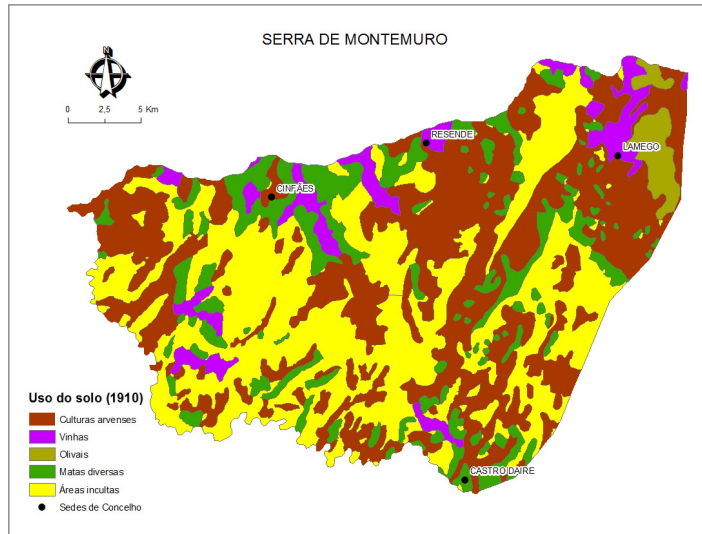 SERRA DE MONTEMURO
N
0 2,5 5 Km
RESENDE
LAMEGO
CINFÃES
CASTRO DAIRE
Uso do solo (1910)
Culturas arvenses
Vinhas
Olivais
Matas diversas
Áreas incultas
Sedes de Concelho